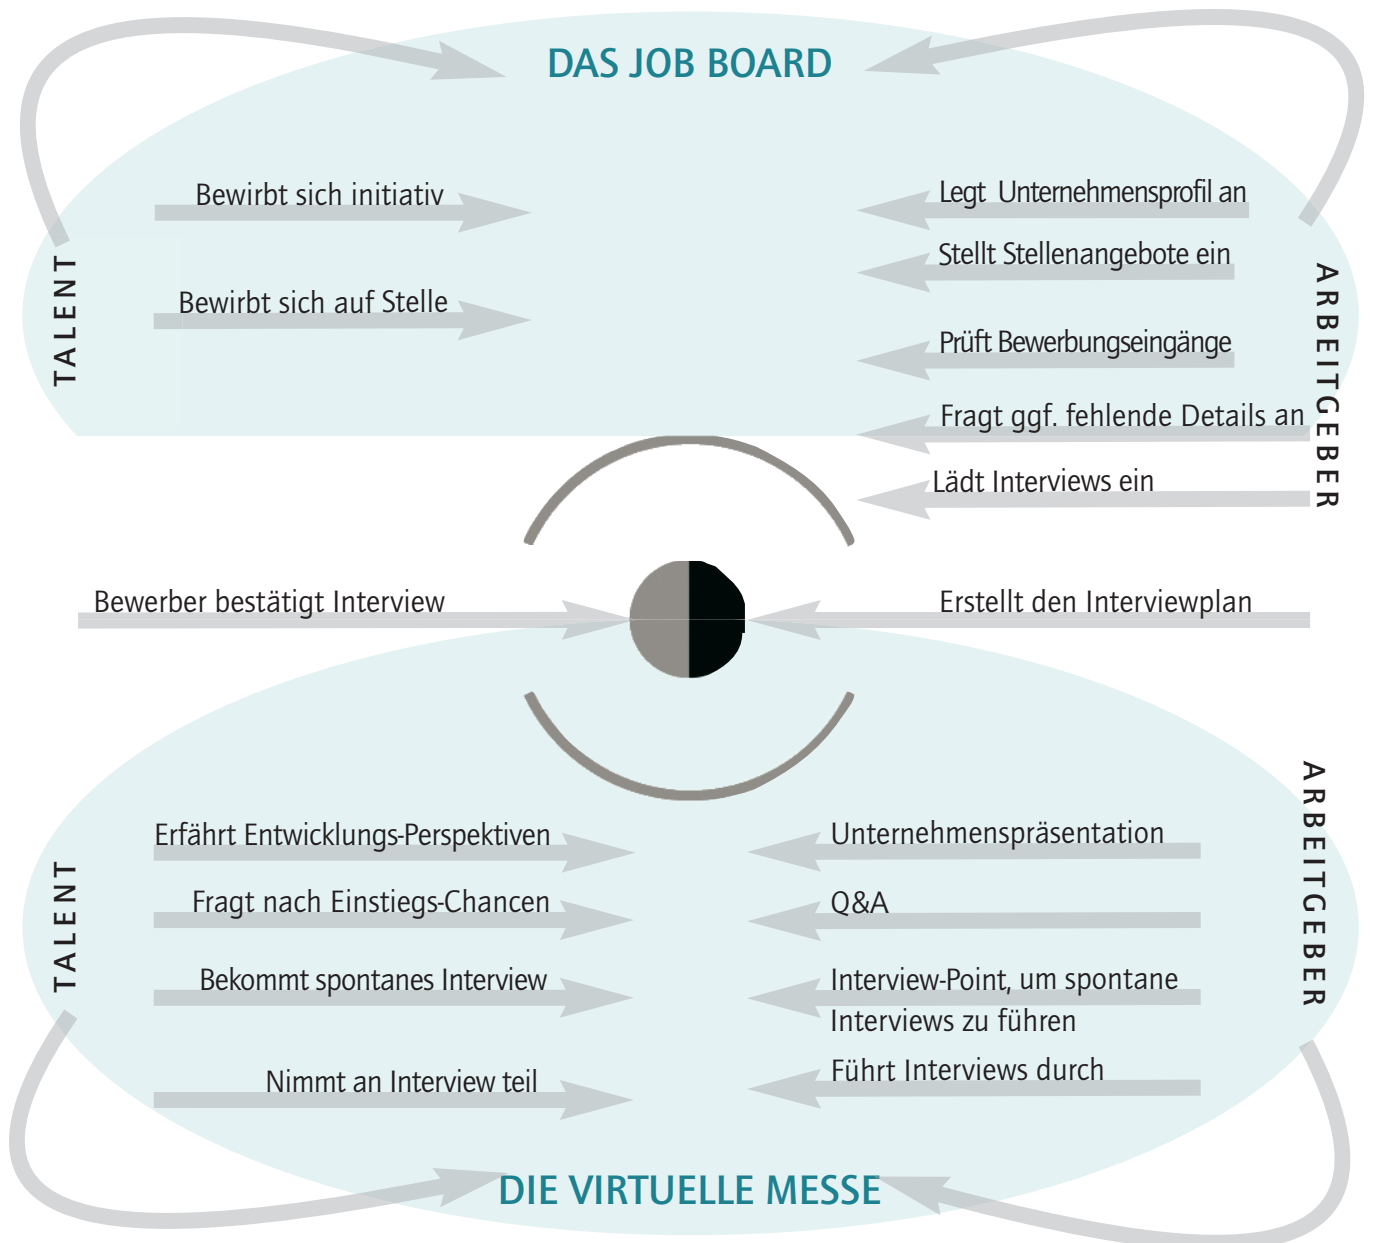 DAS JOB BOARD
TALENT
Bewirbt sich initiativ
Bewirbt sich auf Stelle
Legt Unternehmensprofil an
Stellt Stellenangebote ein
Prüft Bewerbungseingänge
Fragt ggf. fehlende Details an
Lädt Interviews ein
ARBEITGEBER
Bewerber bestätigt Interview
Erstellt den Interviewplan
TALENT
Erfährt Entwicklungs-Perspektiven
Fragt nach Einstiegs-Chancen
Bekommt spontanes Interview
Nimmt an Interview teil
Unternehmenspräsentation
Q&A
Interview-Point, um spontane
Interviews zu führen
Führt Interviews durch
ARBEITGEBER
DIE VIRTUELLE MESSE